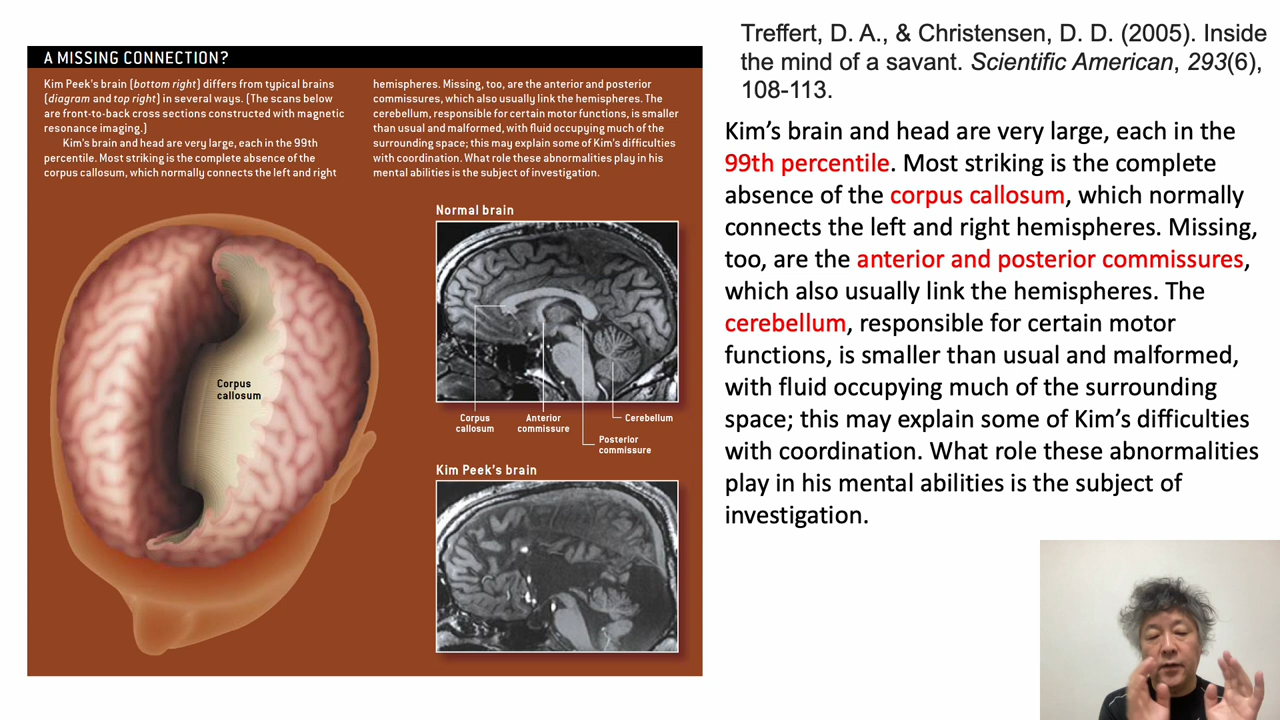 A MISSING CONNECTION?
Kim Peek's brain (bottom right) differs from typical brains
(diagram and top right) in several ways. (The scans below
are front-to-back cross sections constructed with magnetic
resonance imaging.)
Kim's brain and head are very large, each in the 99th
percentile. Most striking is the complete absence of the
corpus callosum, which normally connects the left and right
hemispheres. Missing, too, are the anterior and posterior
commissures, which also usually link the hemispheres. The
cerebellum, responsible for certain motor functions, is smaller
than usual and malformed, with fluid occupying much of the
surrounding space; this may explain some of Kim's difficulties
with coordination. What role these abnormalities play in his
mental abilities is the subject of investigation.
Corpus
callosum
Normal brain
Corpus
callosum
Anterior
commissure
Cerebellum
Posterior
commissure
Kim Peek's brain
Treffert, D. A., & Christensen, D. D. (2005). Inside
the mind of a savant. Scientific American, 293(6),
108-113.
Kim's brain and head are very large, each in the
99th percentile. Most striking is the complete
absence of the corpus callosum, which normally
connects the left and right hemispheres. Missing,
too, are the anterior and posterior commissures,
which also usually link the hemispheres. The
cerebellum, responsible for certain motor
functions, is smaller than usual and malformed,
with fluid occupying much of the surrounding
space; this may explain some of Kim's difficulties
with coordination. What role these abnormalities
play in his mental abilities is the subject of
investigation.